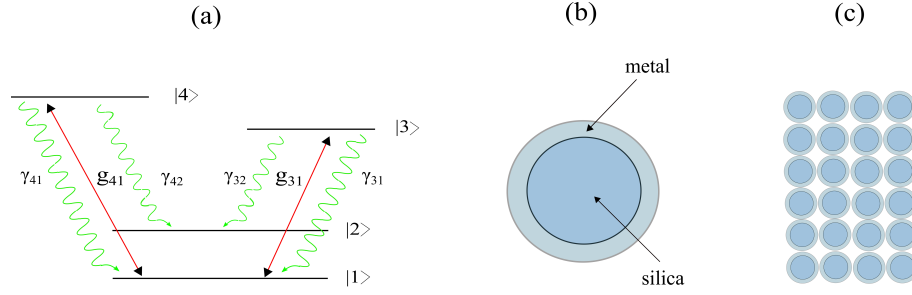 (a)
(b)
(c)
|4>
|3>
γ41
g41
γ42
γ32
g31
γ31
|2>
|1>
metal
silica